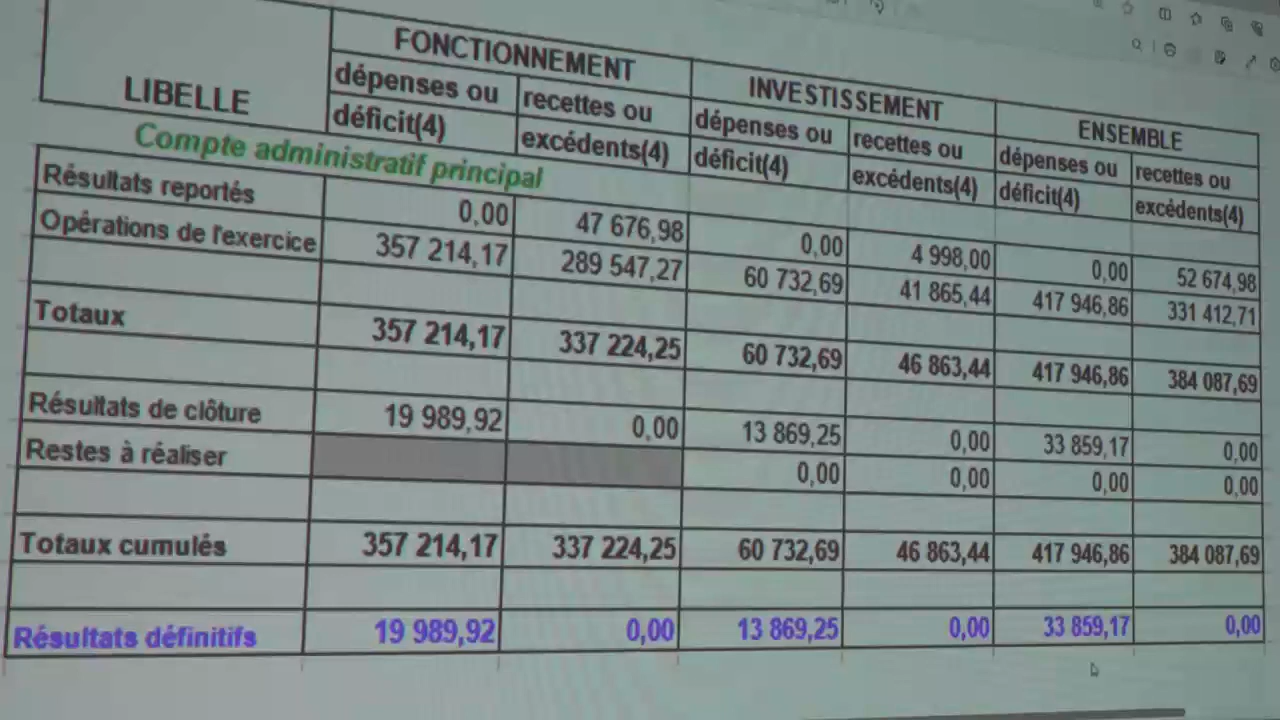 FONCTIONNEMENT INVESTISSEMENT ENSEMBLE
LIBELLE dépenses ou déficit(4) recettes ou excédents(4) dépenses ou déficit(4) recettes ou excédents(4) dépenses ou déficit(4) recettes ou excédents(4)
Compte administratif principal
Résultats reportés 0,00 47 676,98 0,00 4 998,00 0,00 52 674,98
Opérations de l'exercice 357 214,17 289 547,27 60 732,69 41 865,44 417 946,86 331 412,71
Totaux 357 214,17 337 224,25 60 732,69 46 863,44 417 946,86 384 087,69
Résultats de clôture 19 989,92 0,00 13 869,25 0,00 33 859,17 0,00
Restes à réaliser 0,00 0,00 0,00 0,00
Totaux cumulés 357 214,17 337 224,25 60 732,69 46 863,44 417 946,86 384 087,69
Résultats définitifs 19 989,92 0,00 13 869,25 0,00 33 859,17 0,00